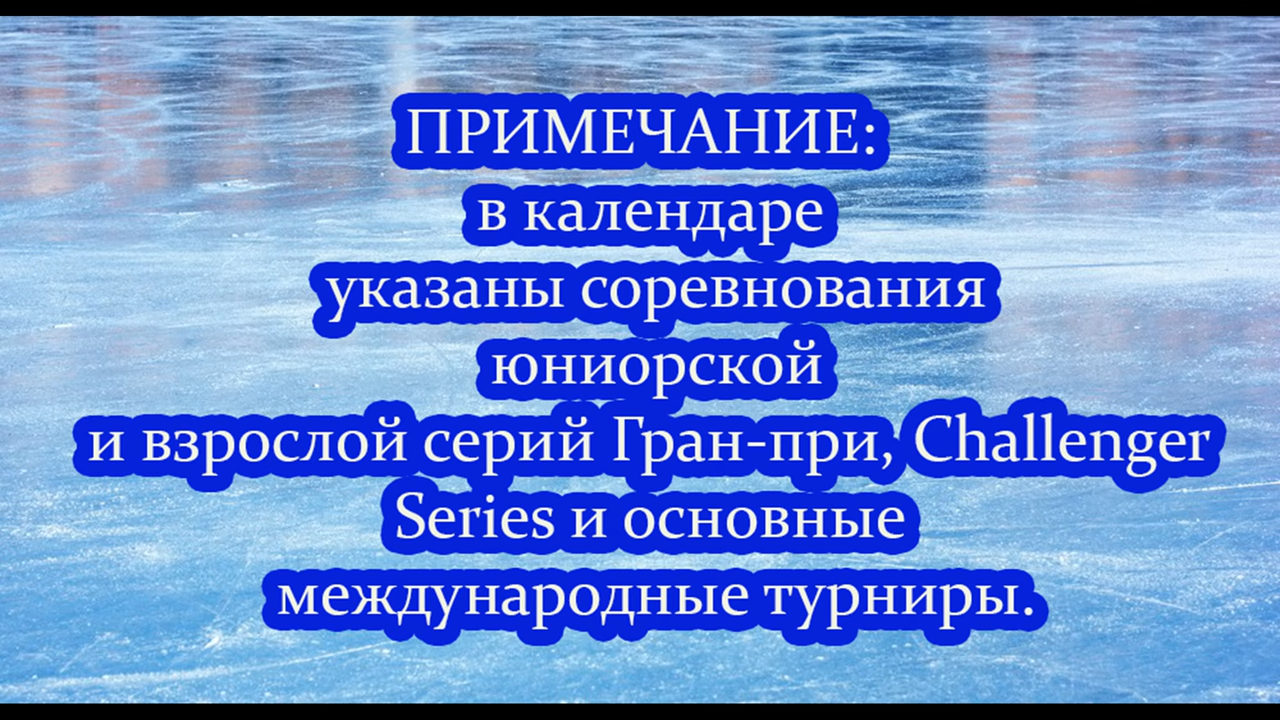 ПРИМЕЧАНИЕ:
в календаре
указаны соревнования
юниорской
и взрослой серий Гран-при, Challenger
Series и основные
международные турниры.